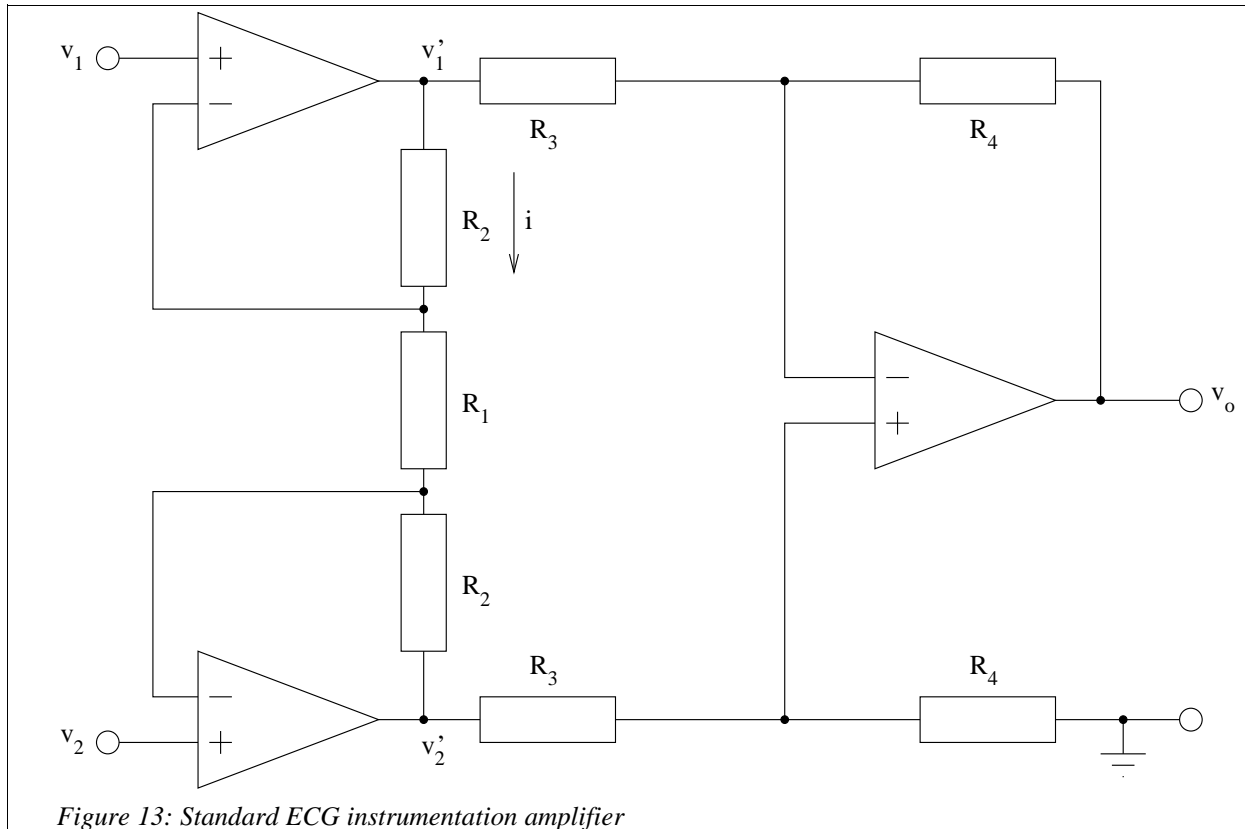 v1
+
−
v1'
R3
R4
R2
i
R1
−
+
vo
R2
R3
R4
−
+
v2
v2'
Figure 13: Standard ECG instrumentation amplifier